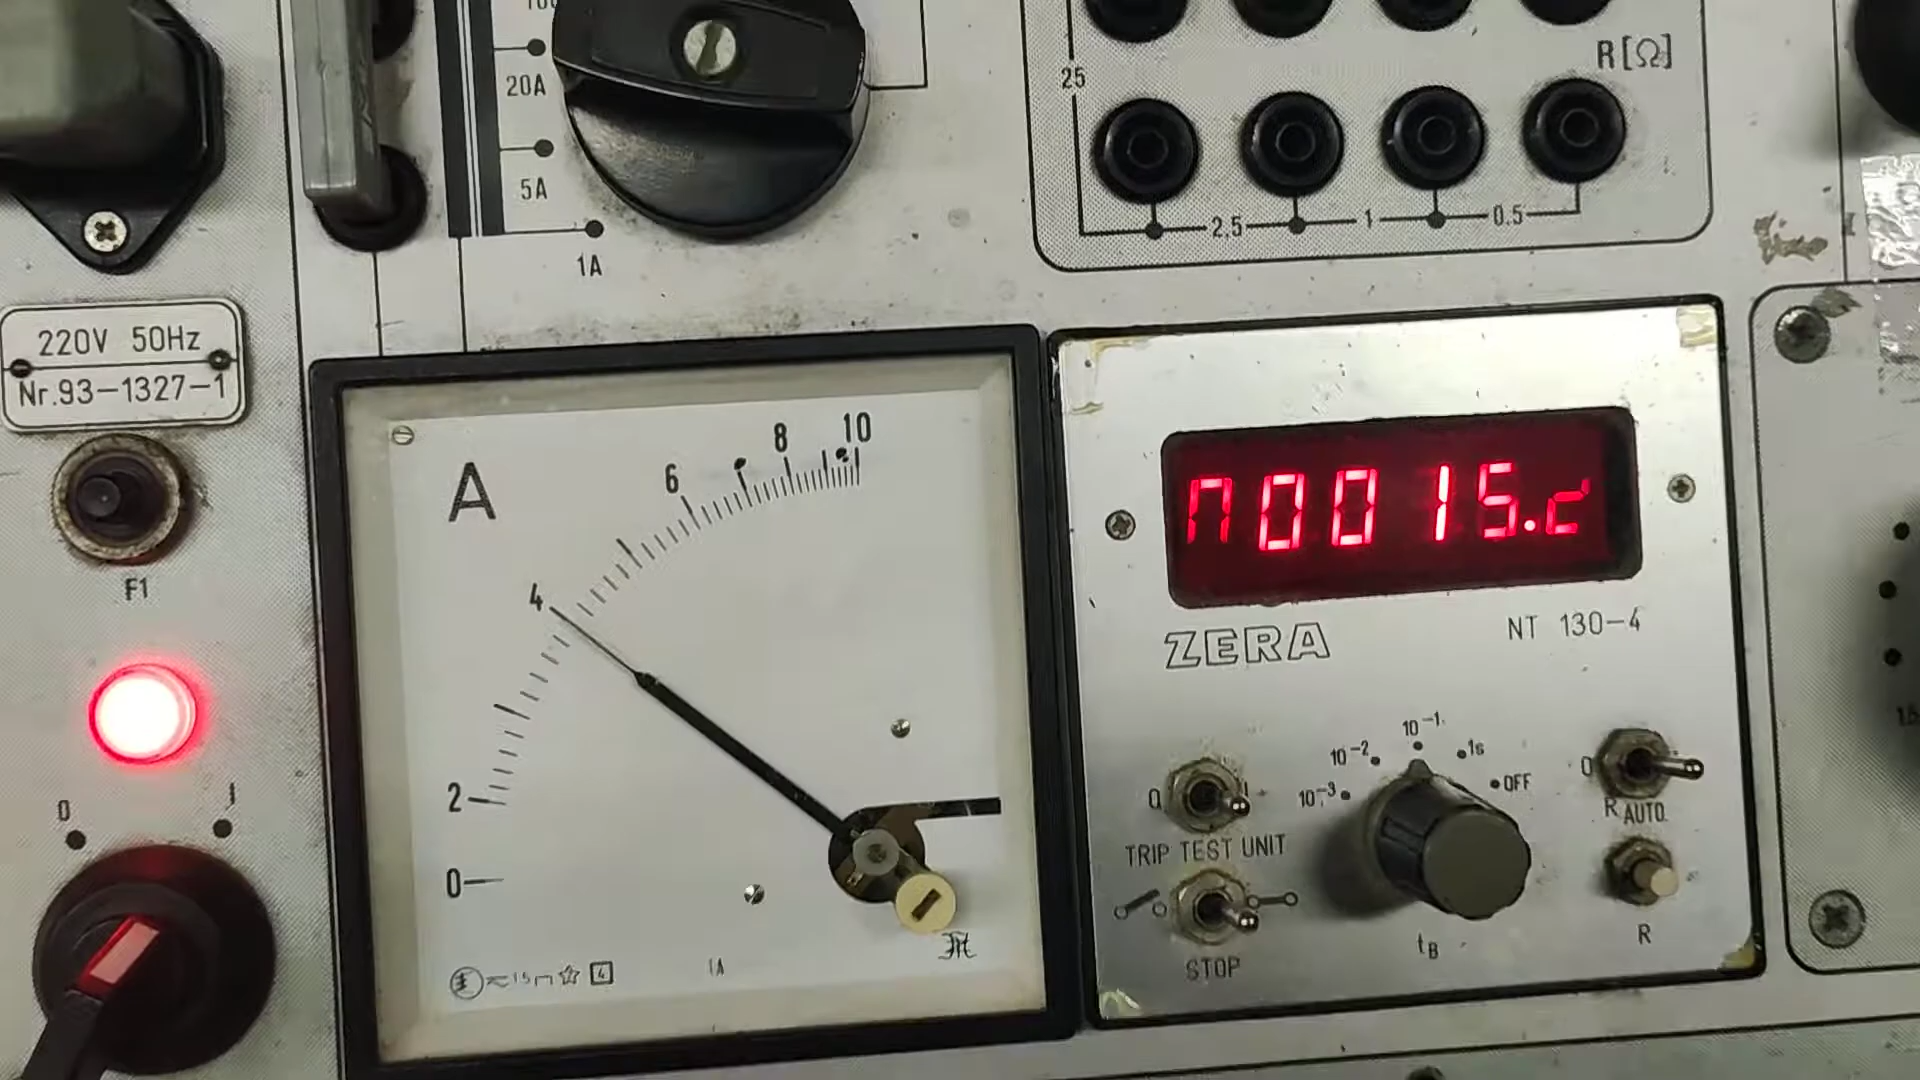 20A
5A
1A
25
R[Ω]
2.5
1
0.5
220V 50Hz
Nr.93-1327-1
F1
0
1
A
0
2
4
6
8
10
1A
ZERA
NT 130-4
0
TRIP TEST UNIT
STOP
10⁻³
10⁻²
10⁻¹
1s
OFF
tB
0
R AUTO
R